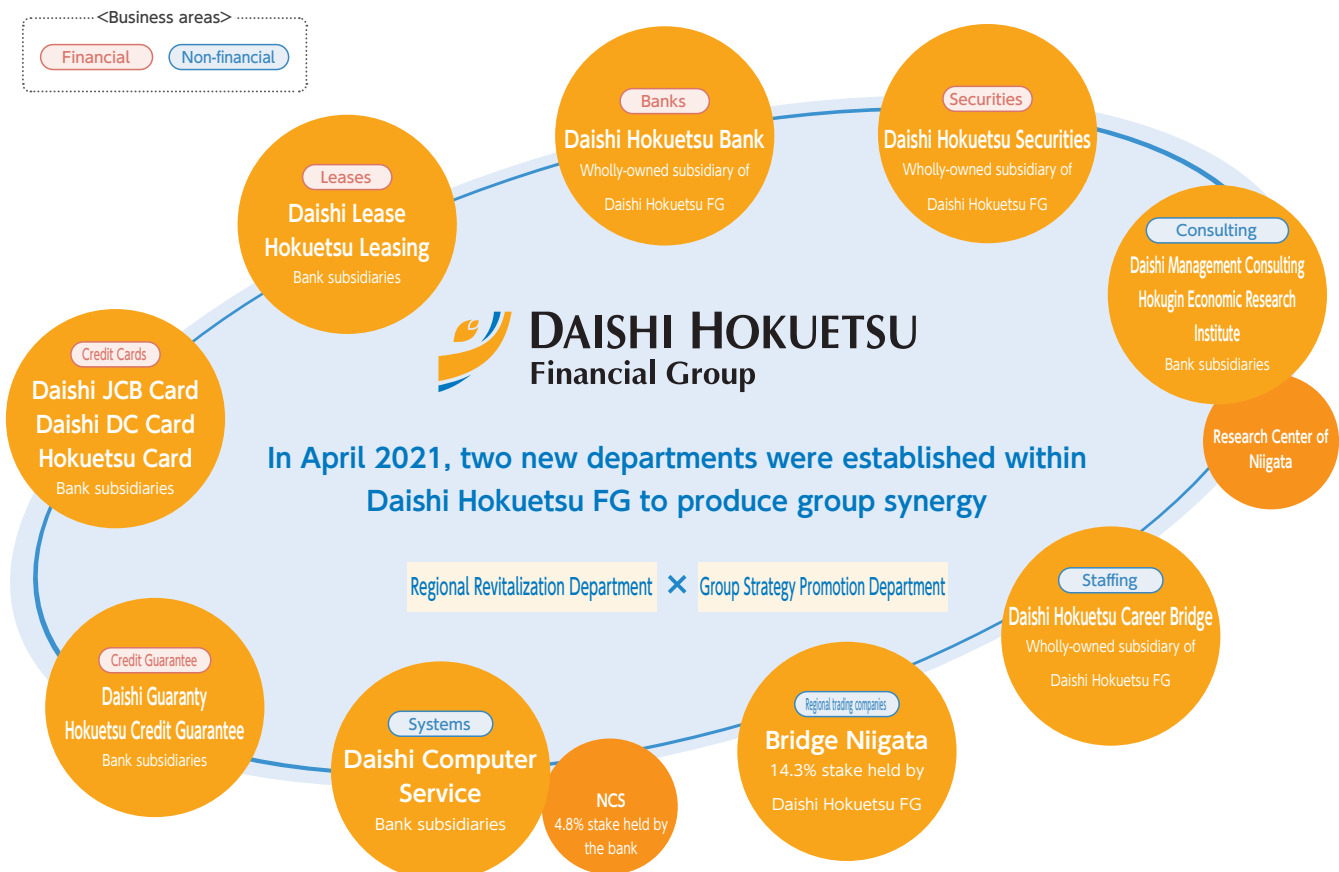 <Business areas>
Financial
Non-financial
Banks
Daishi Hokuetsu Bank
Wholly-owned subsidiary of
Daishi Hokuetsu FG
Securities
Daishi Hokuetsu Securities
Wholly-owned subsidiary of
Daishi Hokuetsu FG
Leases
Daishi Lease
Hokuetsu Leasing
Bank subsidiaries
Consulting
Daishi Management Consulting
Hokugin Economic Research
Institute
Bank subsidiaries
Research Center of
Niigata
DAISHI HOKUETSU
Financial Group
Credit Cards
Daishi JCB Card
Daishi DC Card
Hokuetsu Card
Bank subsidiaries
In April 2021, two new departments were established within
Daishi Hokuetsu FG to produce group synergy
Regional Revitalization Department × Group Strategy Promotion Department
Staffing
Daishi Hokuetsu Career Bridge
Wholly-owned subsidiary of
Daishi Hokuetsu FG
Credit Guarantee
Daishi Guaranty
Hokuetsu Credit Guarantee
Bank subsidiaries
Systems
Daishi Computer
Service
Bank subsidiaries
NCS
4.8% stake held by
the bank
Regional trading companies
Bridge Niigata
14.3% stake held by
Daishi Hokuetsu FG